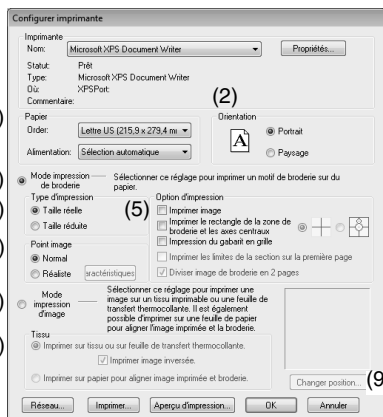 Configurer imprimante
Imprimante
Nom: Microsoft XPS Document Writer Propriétés...
Statut: Prêt
Type: Microsoft XPS Document Writer
Où: XPSPort:
Commentaire:
(2)
Papier
Order: Lettre US (215,9 x 279,4 m
Alimentation: Sélection automatique
Orientation
A
Portrait
Paysage
Mode impression de broderie
Sélectionner ce réglage pour imprimer un motif de broderie sur du papier.
Type d'impression
Taille réelle
Taille réduite
Point image
Normal
Réaliste
aractéristiques
(5)
Option d'impression
Imprimer image
Imprimer le rectangle de la zone de
broderie et les axes centraux
Impression du gabarit en grille
Imprimer les limites de la section sur la première page
Diviser image de broderie en 2 pages
Mode impression d'image
Sélectionner ce réglage pour imprimer une
image sur un tissu imprimable ou une feuille de
transfert thermocollante. Il est également
possible d'imprimer sur une feuille de papier
pour aligner l'image imprimée et la broderie.
Tissu
Imprimer sur tissu ou sur feuille de transfert thermocollante.
Imprimer image inversée.
Imprimer sur papier pour aligner image imprimée et broderie.
Changer position...
(9
Réseau... Imprimer... Aperçu d'impression... OK Annuler